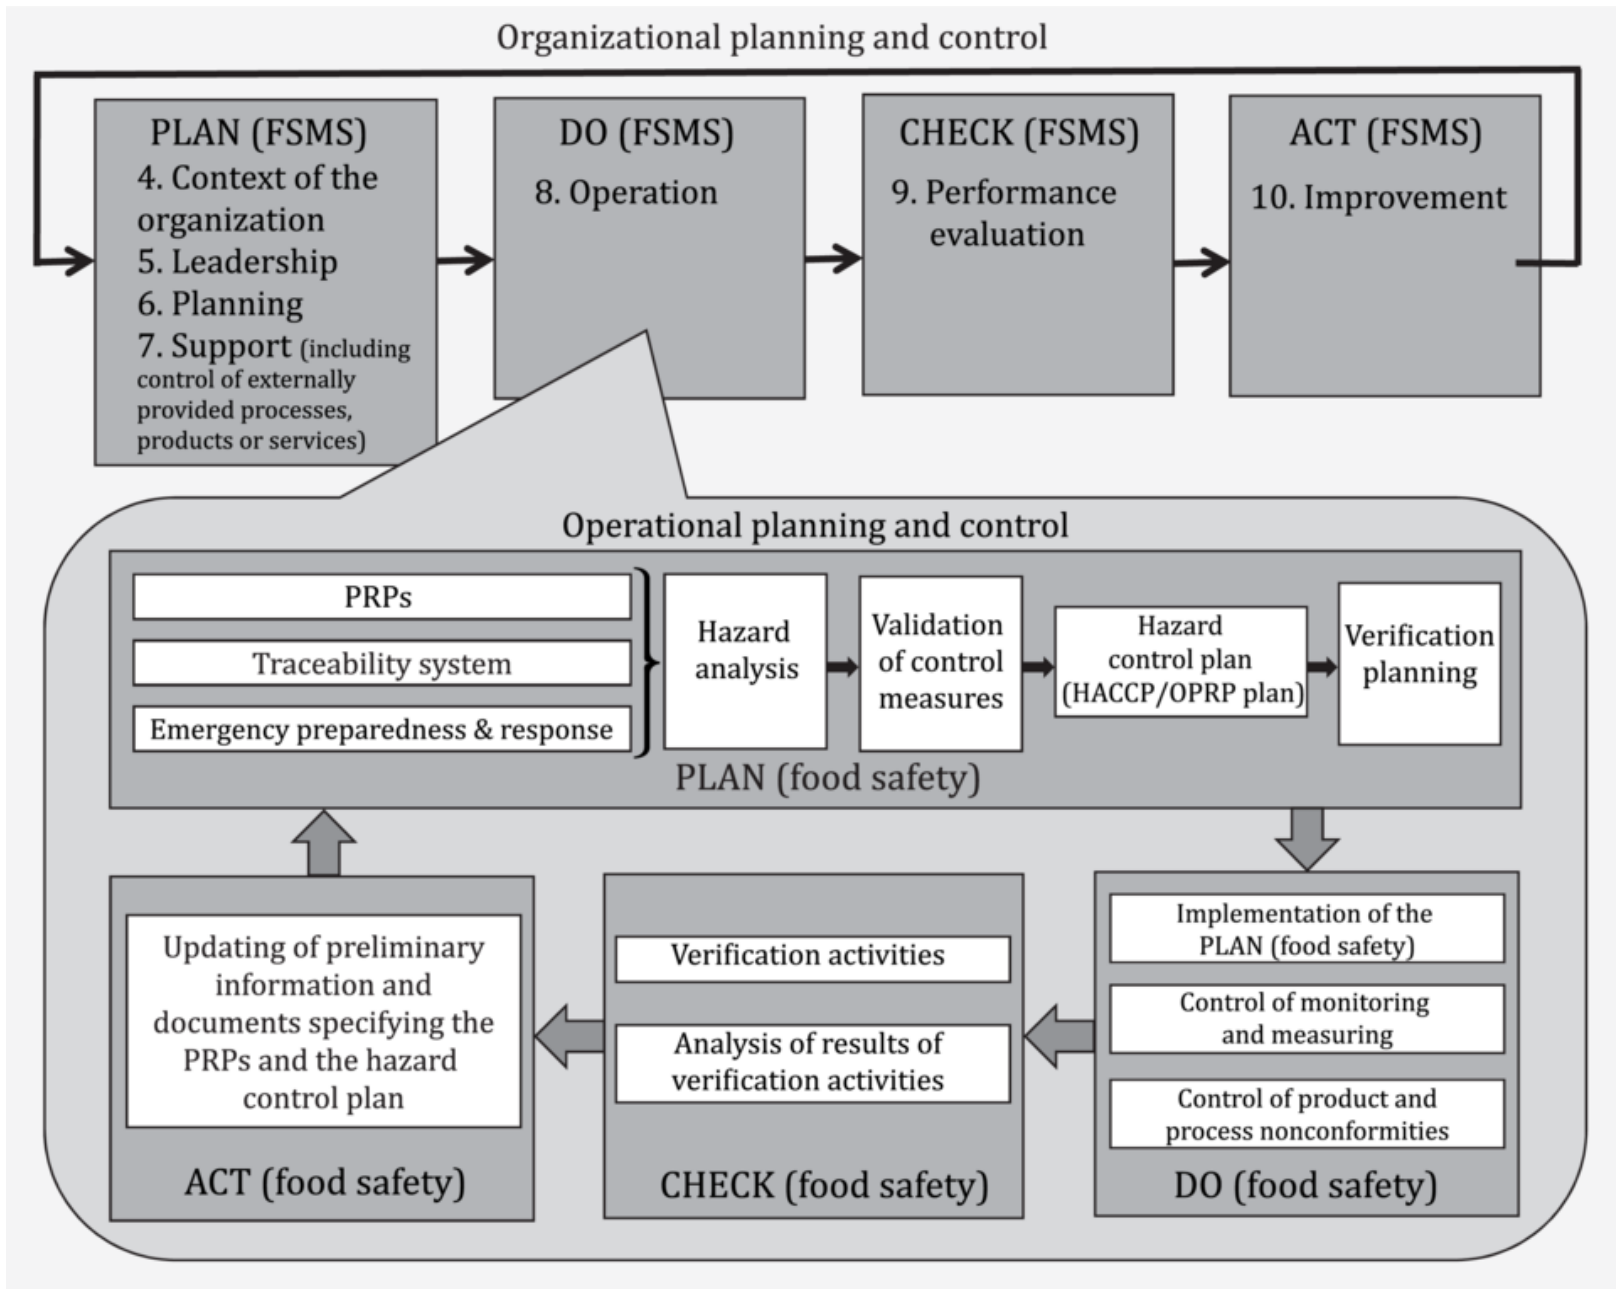 Organizational planning and control
PLAN (FSMS)
4. Context of the
organization
5. Leadership
6. Planning
7. Support (including
control of externally
provided processes,
products or services)
DO (FSMS)
8. Operation
CHECK (FSMS)
9. Performance
evaluation
ACT (FSMS)
10. Improvement
Operational planning and control
PRPs
Traceability system
Emergency preparedness & response
Hazard
analysis
Validation
of control
measures
Hazard
control plan
(HACCP/OPRP plan)
Verification
planning
PLAN (food safety)
Updating of preliminary
information and
documents specifying the
PRPs and the hazard
control plan
ACT (food safety)
Verification activities
Analysis of results of
verification activities
CHECK (food safety)
Implementation of the
PLAN (food safety)
Control of monitoring
and measuring
Control of product and
process nonconformities
DO (food safety)